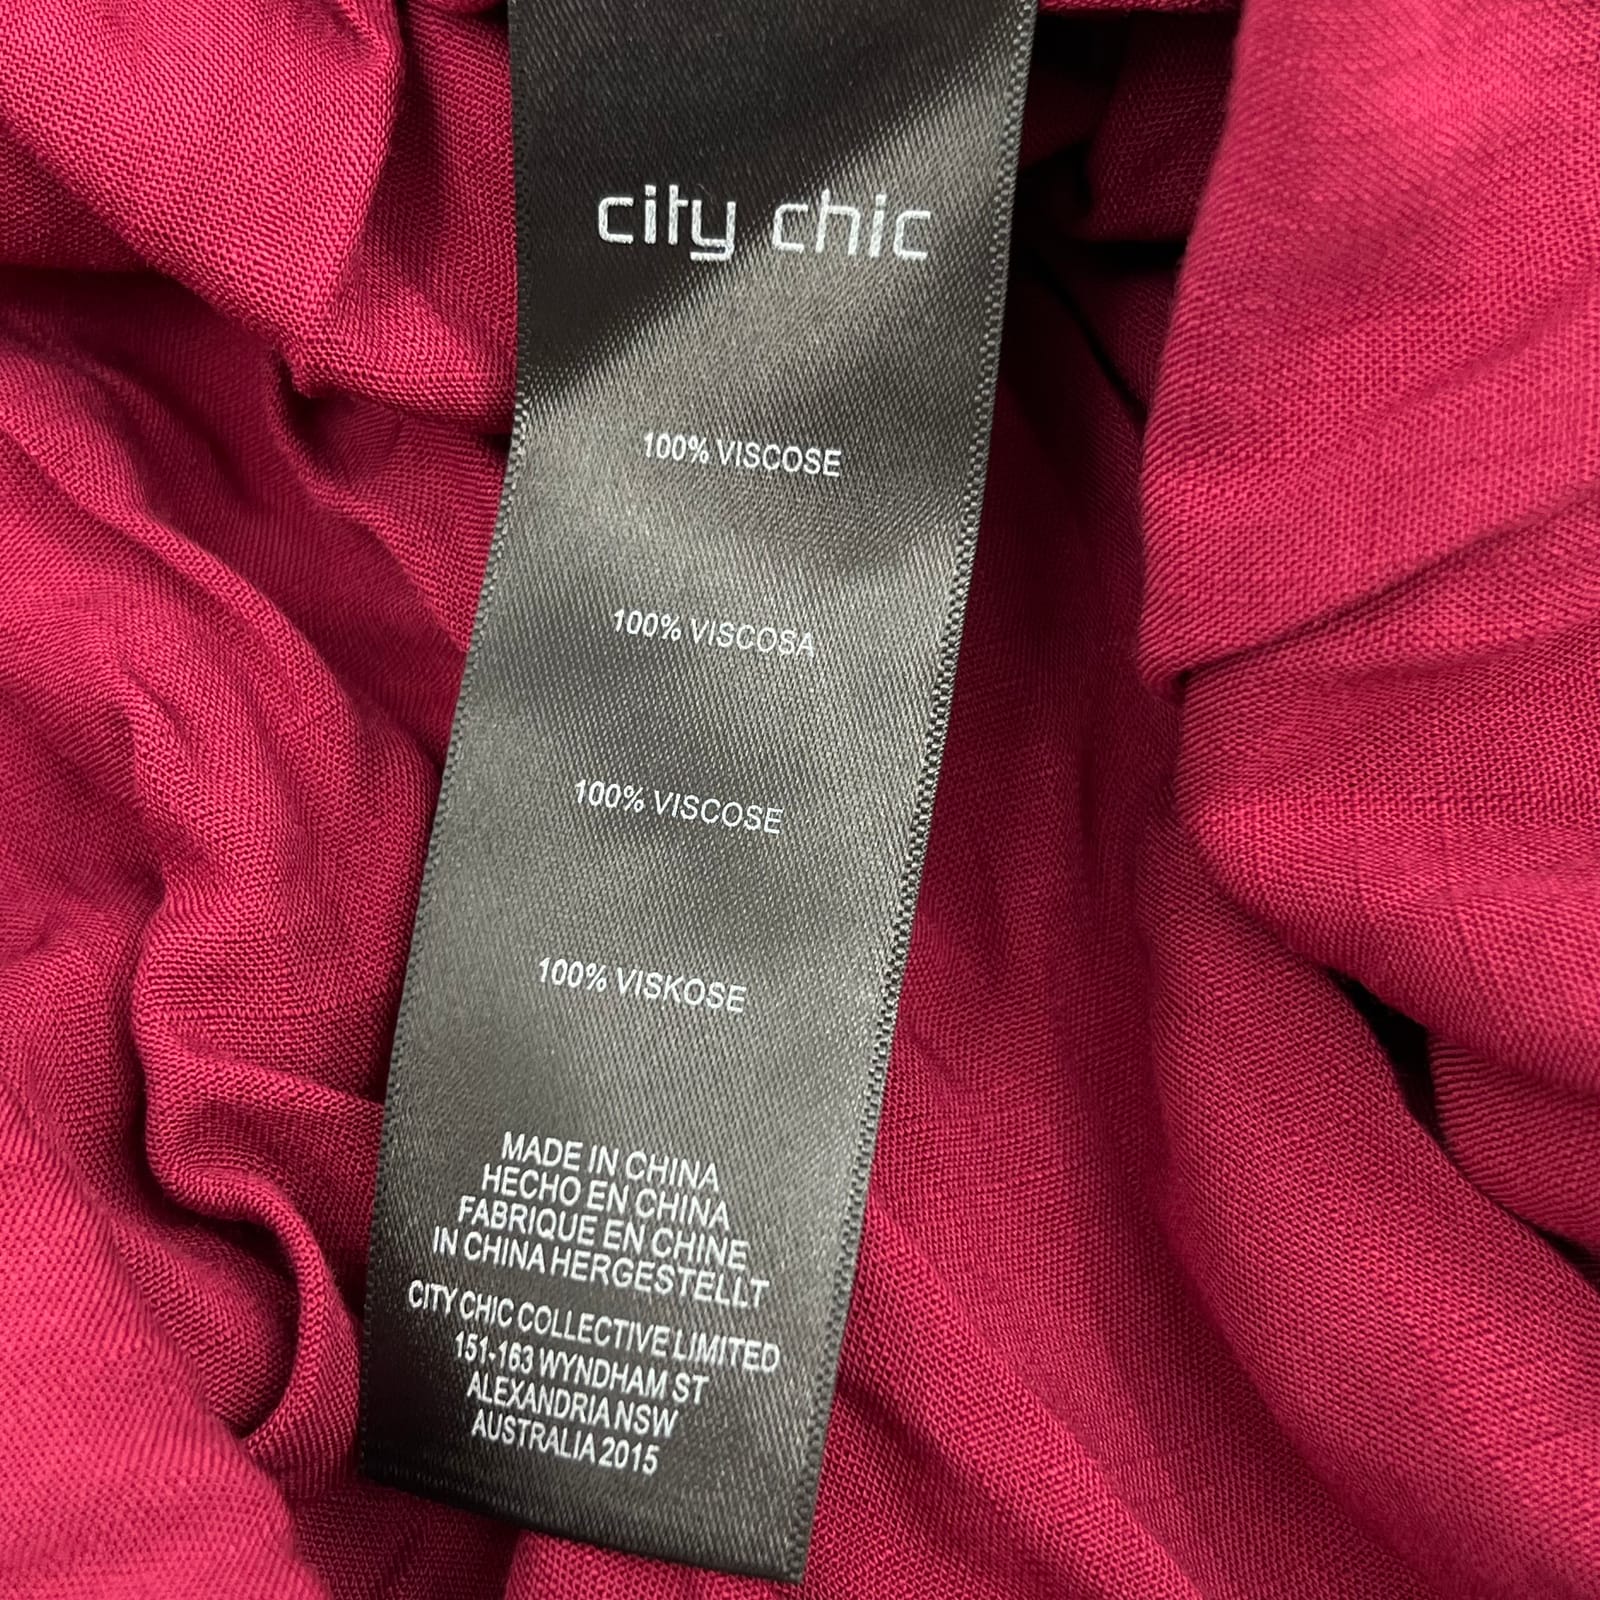 city chic
100% VISCOSE
100% VISCOSA
100% VISCOSE
100% VISKOSE
MADE IN CHINA
HECHO EN CHINA
FABRIQUE EN CHINE
IN CHINA HERGESTELLT
CITY CHIC COLLECTIVE LIMITED
151-163 WYNDHAM ST
ALEXANDRIA NSW
AUSTRALIA 2015